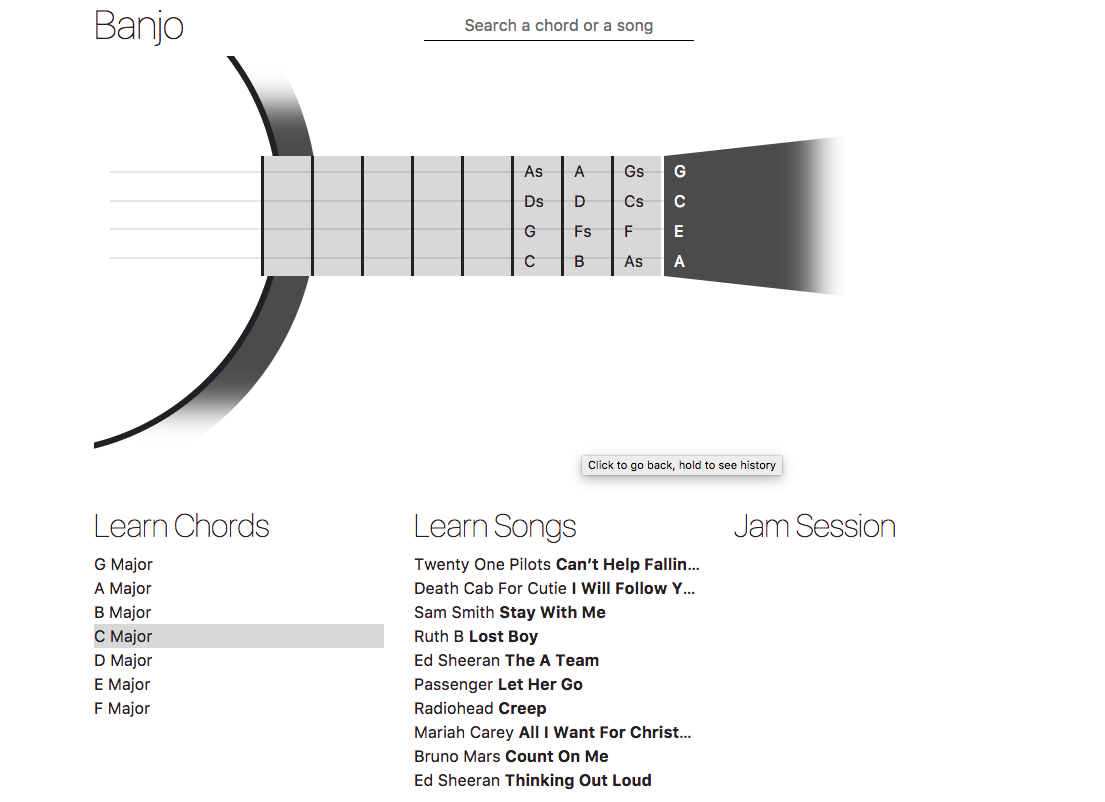 Banjo
Search a chord or a song
As A Gs G
Ds D Cs C
G Fs F E
C B As A
Click to go back, hold to see history
Learn Chords
G Major
A Major
B Major
C Major
D Major
E Major
F Major
Learn Songs
Twenty One Pilots Can’t Help Fallin…
Death Cab For Cutie I Will Follow Y…
Sam Smith Stay With Me
Ruth B Lost Boy
Ed Sheeran The A Team
Passenger Let Her Go
Radiohead Creep
Mariah Carey All I Want For Christ…
Bruno Mars Count On Me
Ed Sheeran Thinking Out Loud
Jam Session